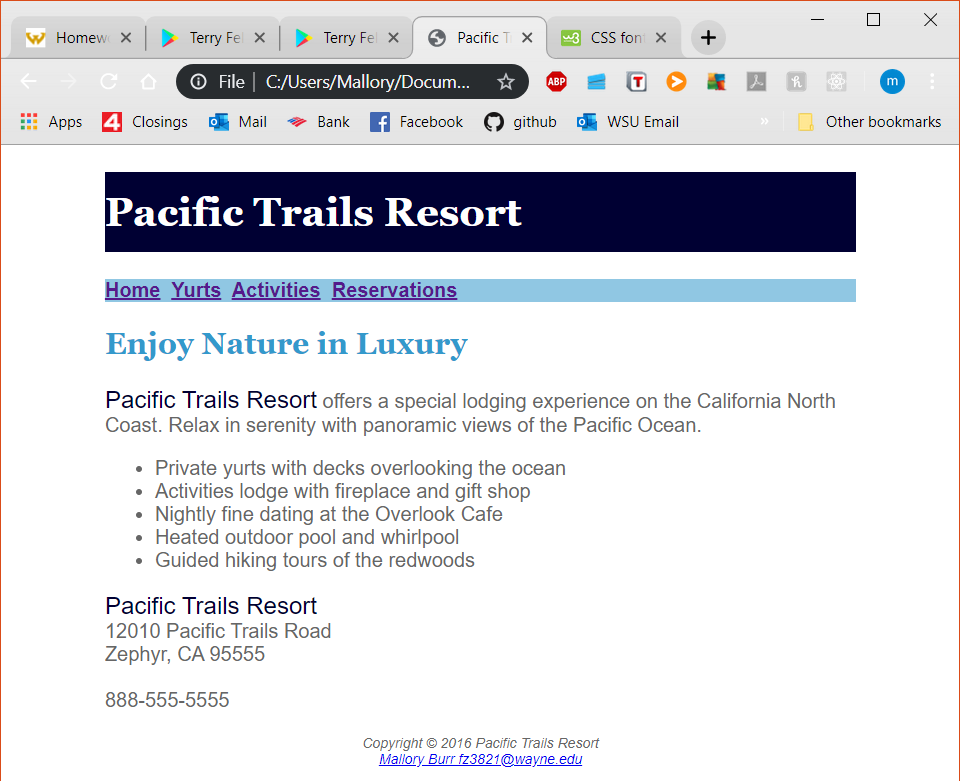 Homew
Terry Fel
Terry Fel
Pacific T
CSS font
File
C:/Users/Mallory/Docum...
ABP
T
m
Apps
4 Closings
Mail
Bank
Facebook
github
WSU Email
»
Other bookmarks
Pacific Trails Resort
Home Yurts Activities Reservations
Enjoy Nature in Luxury
Pacific Trails Resort offers a special lodging experience on the California North
Coast. Relax in serenity with panoramic views of the Pacific Ocean.
• Private yurts with decks overlooking the ocean
• Activities lodge with fireplace and gift shop
• Nightly fine dating at the Overlook Cafe
• Heated outdoor pool and whirlpool
• Guided hiking tours of the redwoods
Pacific Trails Resort
12010 Pacific Trails Road
Zephyr, CA 95555
888-555-5555
Copyright © 2016 Pacific Trails Resort
Mallory Burr fz3821@wayne.edu